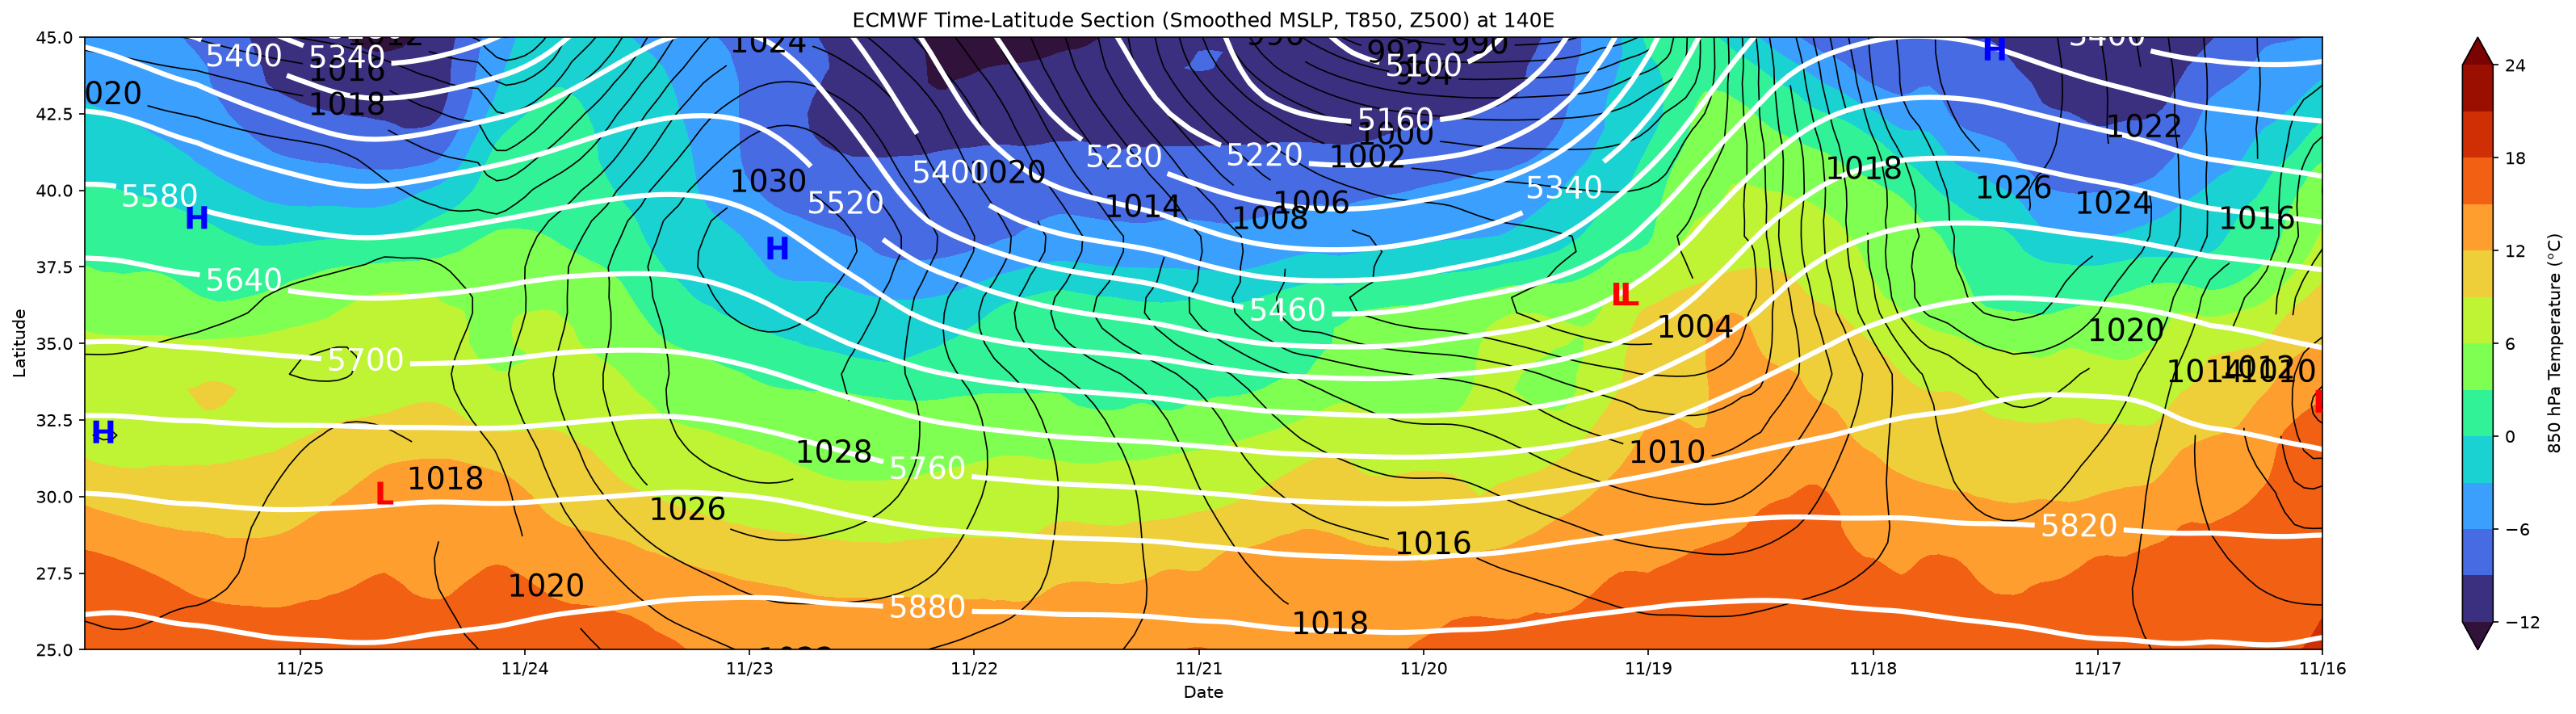 ECMWF Time-Latitude Section (Smoothed MSLP, T850, Z500) at 140E
45.0
42.5
40.0
37.5
35.0
32.5
30.0
27.5
25.0
Latitude
5400 5340 1016 1018 020
1024
990 992 990 5100 994
5160 1000 1002
5400
H
1022
5580 H
1030 5520 H
5400 1020 5280 5220
1014 1008 1006
5340
1018 1026 1024 1016
5640
5460
L L
1004
1020
5700
1014 1012 1010
H
1018 L
1028 5760
1026
1010
1016
5820
1020
5880
1018
11/25 11/24 11/23 11/22 11/21 11/20 11/19 11/18 11/17 11/16
Date
24
18
12
6
0
−6
−12
850 hPa Temperature (°C)